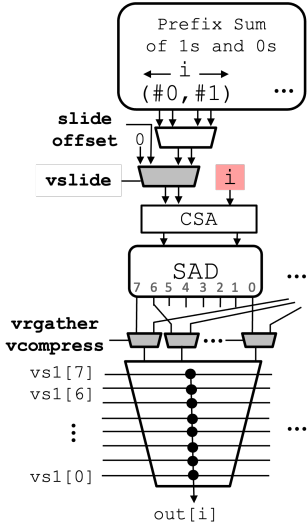 Prefix Sum
of 1s and 0s
i
(#0,#1)
...
slide
offset
0
vslide
i
CSA
SAD
...
7 6 5 4 3 2 1 0
vrgather
vcompress
...
vs1[7]
vs1[6]
...
vs1[0]
out[i]